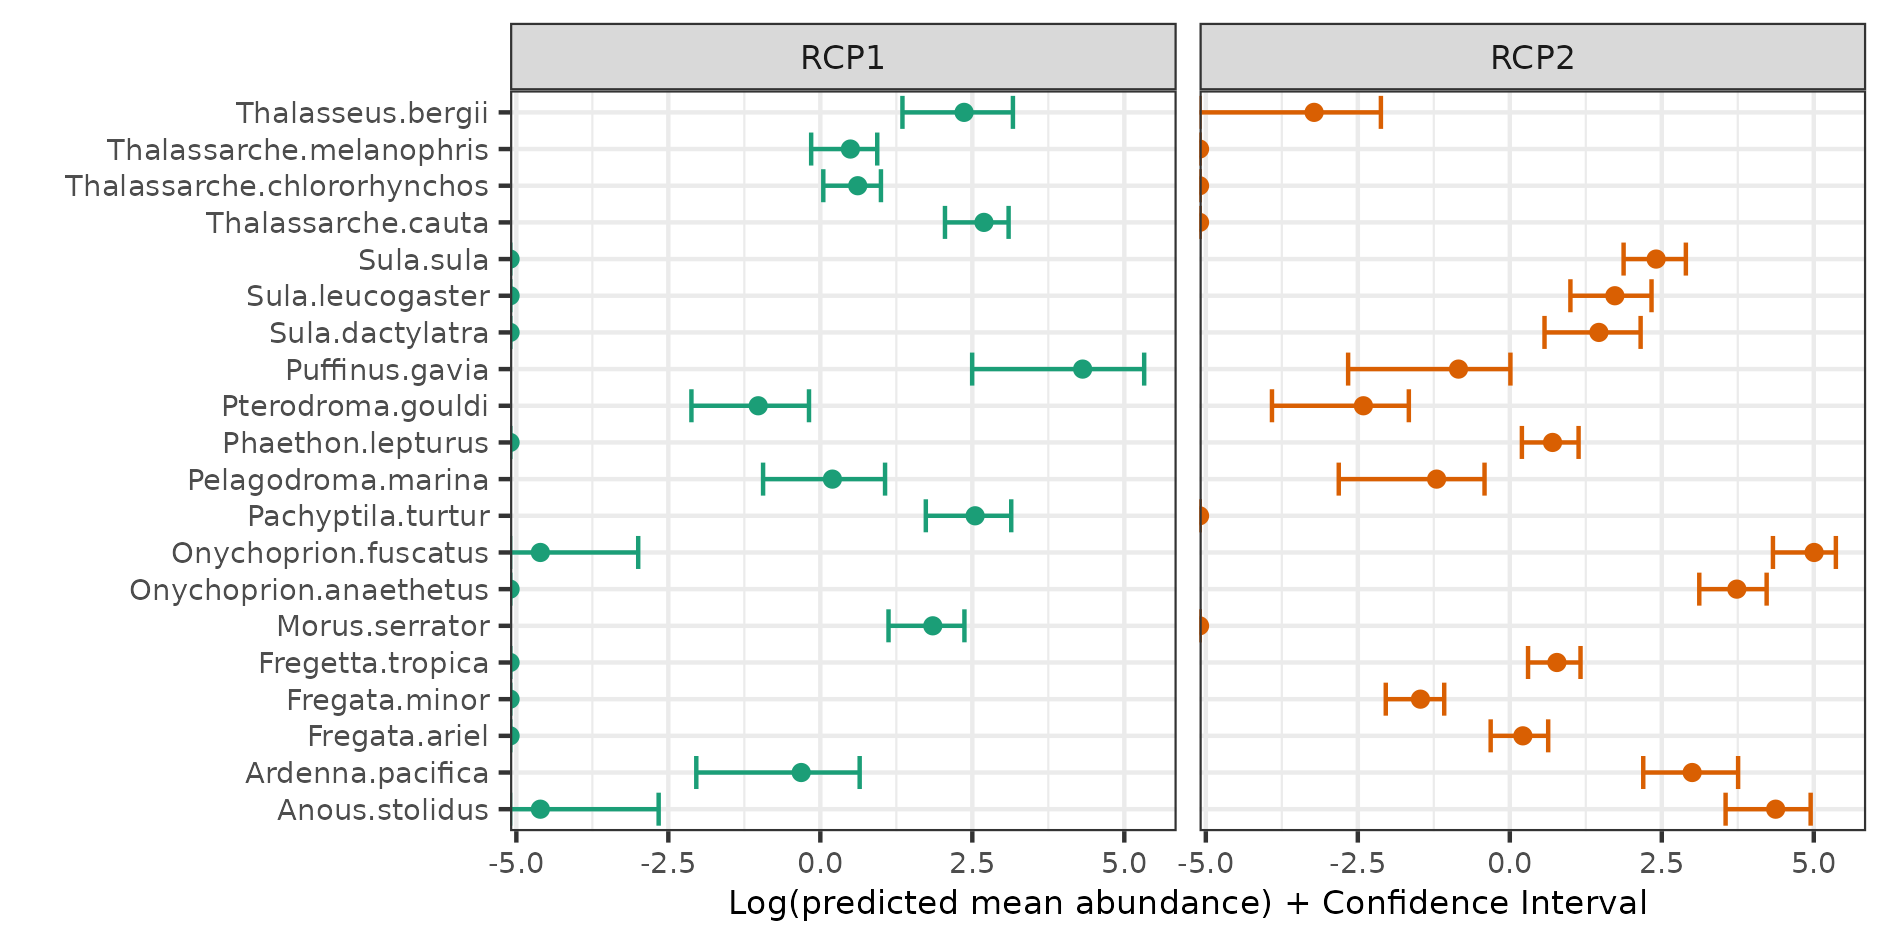 RCP1
RCP2
Thalasseus.bergii
Thalassarche.melanophris
Thalassarche.chlororhynchos
Thalassarche.cauta
Sula.sula
Sula.leucogaster
Sula.dactylatra
Puffinus.gavia
Pterodroma.gouldi
Phaethon.lepturus
Pelagodroma.marina
Pachyptila.turtur
Onychoprion.fuscatus
Onychoprion.anaethetus
Morus.serrator
Fregetta.tropica
Fregata.minor
Fregata.ariel
Ardenna.pacifica
Anous.stolidus
-5.0 -2.5 0.0 2.5 5.0 -5.0 -2.5 0.0 2.5 5.0
Log(predicted mean abundance) + Confidence Interval